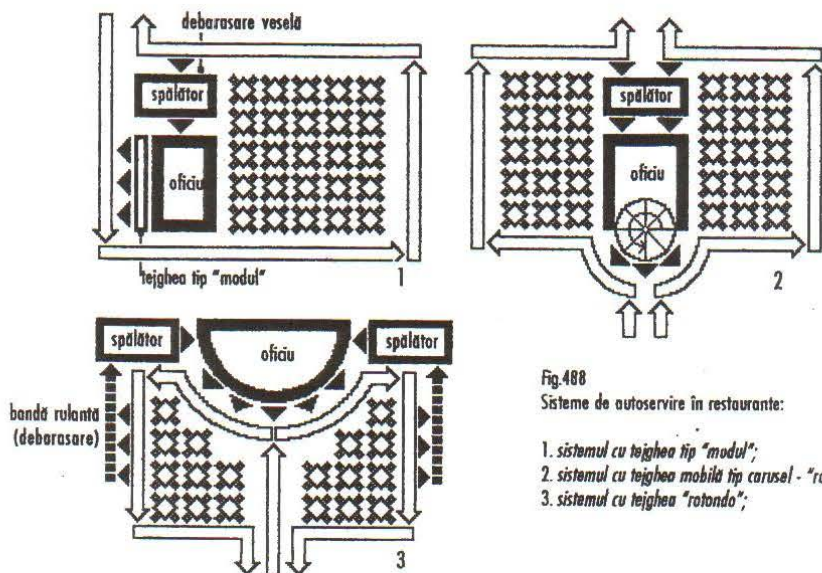 debarasare veselă
spălător
oficiu
tejghea tip "modul"
1
spălător
oficiu
2
spălător
oficiu
spălător
bandă rulantă
(debarasare)
3
Fig.488
Sisteme de autoservire în restaurante:
1. sistemul cu tejghea tip "modul";
2. sistemul cu tejghea mobilă tip carusel -
3. sistemul cu tejghea "rotondo";